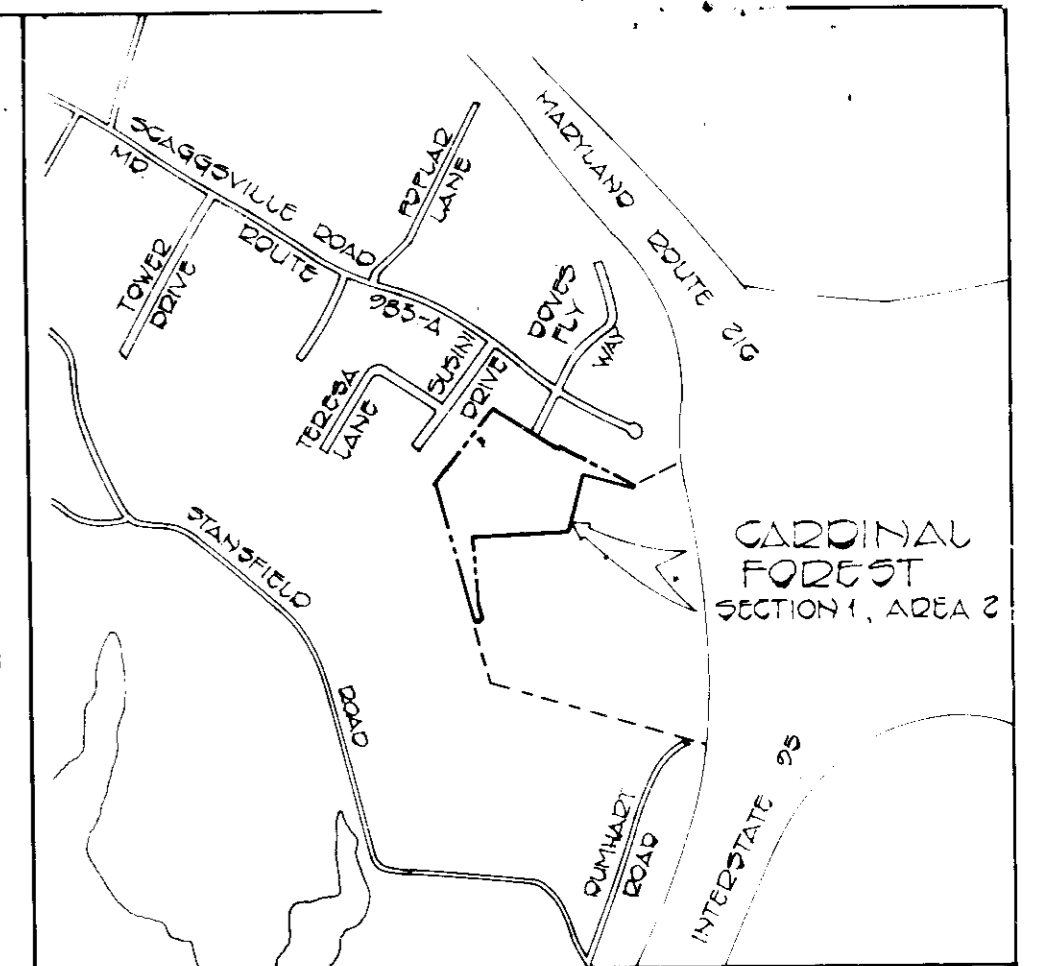 SCAGGSVILLE ROAD
MD. ROUTE 983-A
POPLAR
LANE
MARYLAND ROUTE 216
TOWER
DRIVE
DOVES
FLY
WAY
SUSINI
DRIVE
TERESA
LANE
STANSFIELD
ROAD
CARDINAL
FOREST
SECTION 1, AREA 2
RUMHART
ROAD
INTERSTATE 95